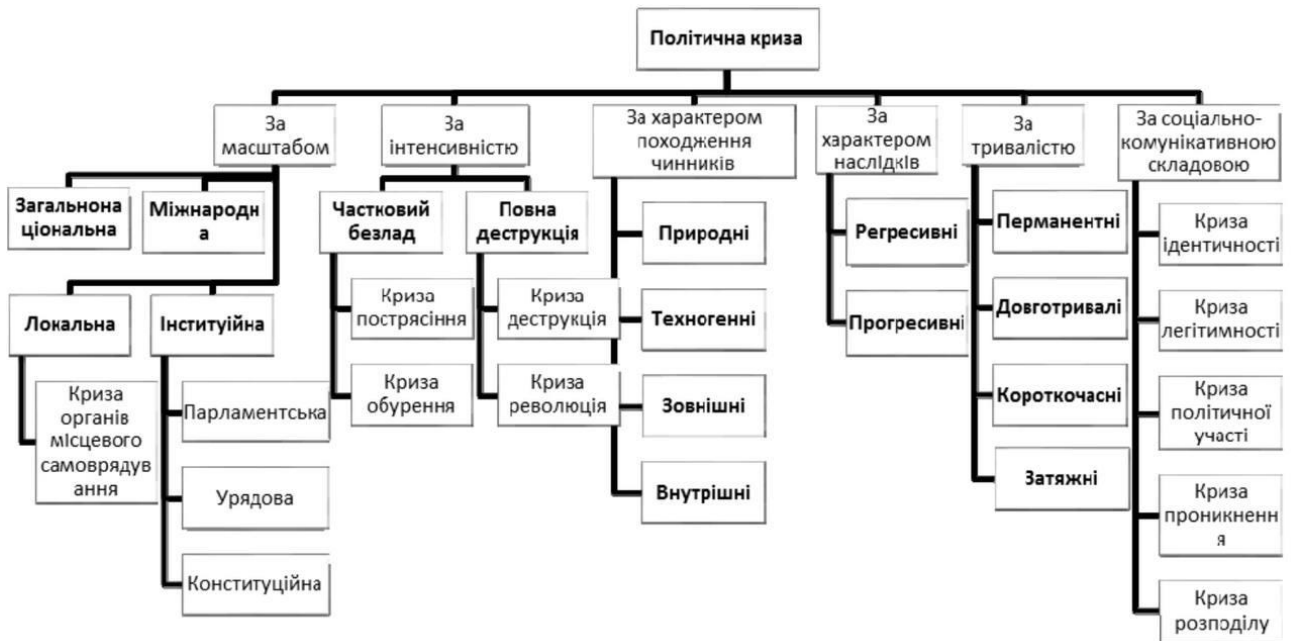 Політична криза
За
масштабом
Загальнона
ціональна
Міжнародн
а
Локальна
Криза
органів
місцевого
самоврядув
ання
Інституійна
Парламентська
Урядова
Конституційна
За
інтенсивністю
Частковий
безлад
Криза
пострясіння
Криза
обурення
Повна
деструкція
Криза
деструкція
Криза
революція
За характером
походження
чинників
Природні
Техногенні
Зовнішні
Внутрішні
За
характером
наслідків
Регресивні
Прогресивні
За
тривалістю
Перманентні
Довготривалі
Короткочасні
Затяжні
За соціально-
комунікативною
складовою
Криза
ідентичності
Криза
легітимності
Криза
політичної
участі
Криза
проникненн
я
Криза
розподілу